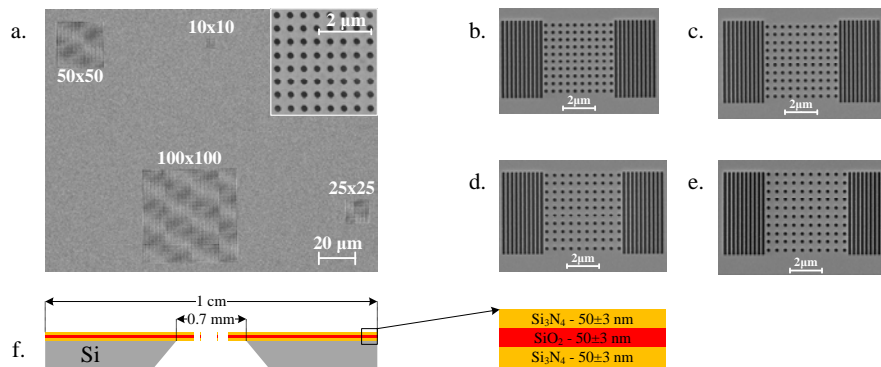 a.
10x10
2 µm
50x50
100x100
25x25
20 µm
b.
2µm
c.
2µm
d.
2µm
e.
2µm
1 cm
0.7 mm
f.
Si
Si₃N₄ - 50±3 nm
SiO₂ - 50±3 nm
Si₃N₄ - 50±3 nm